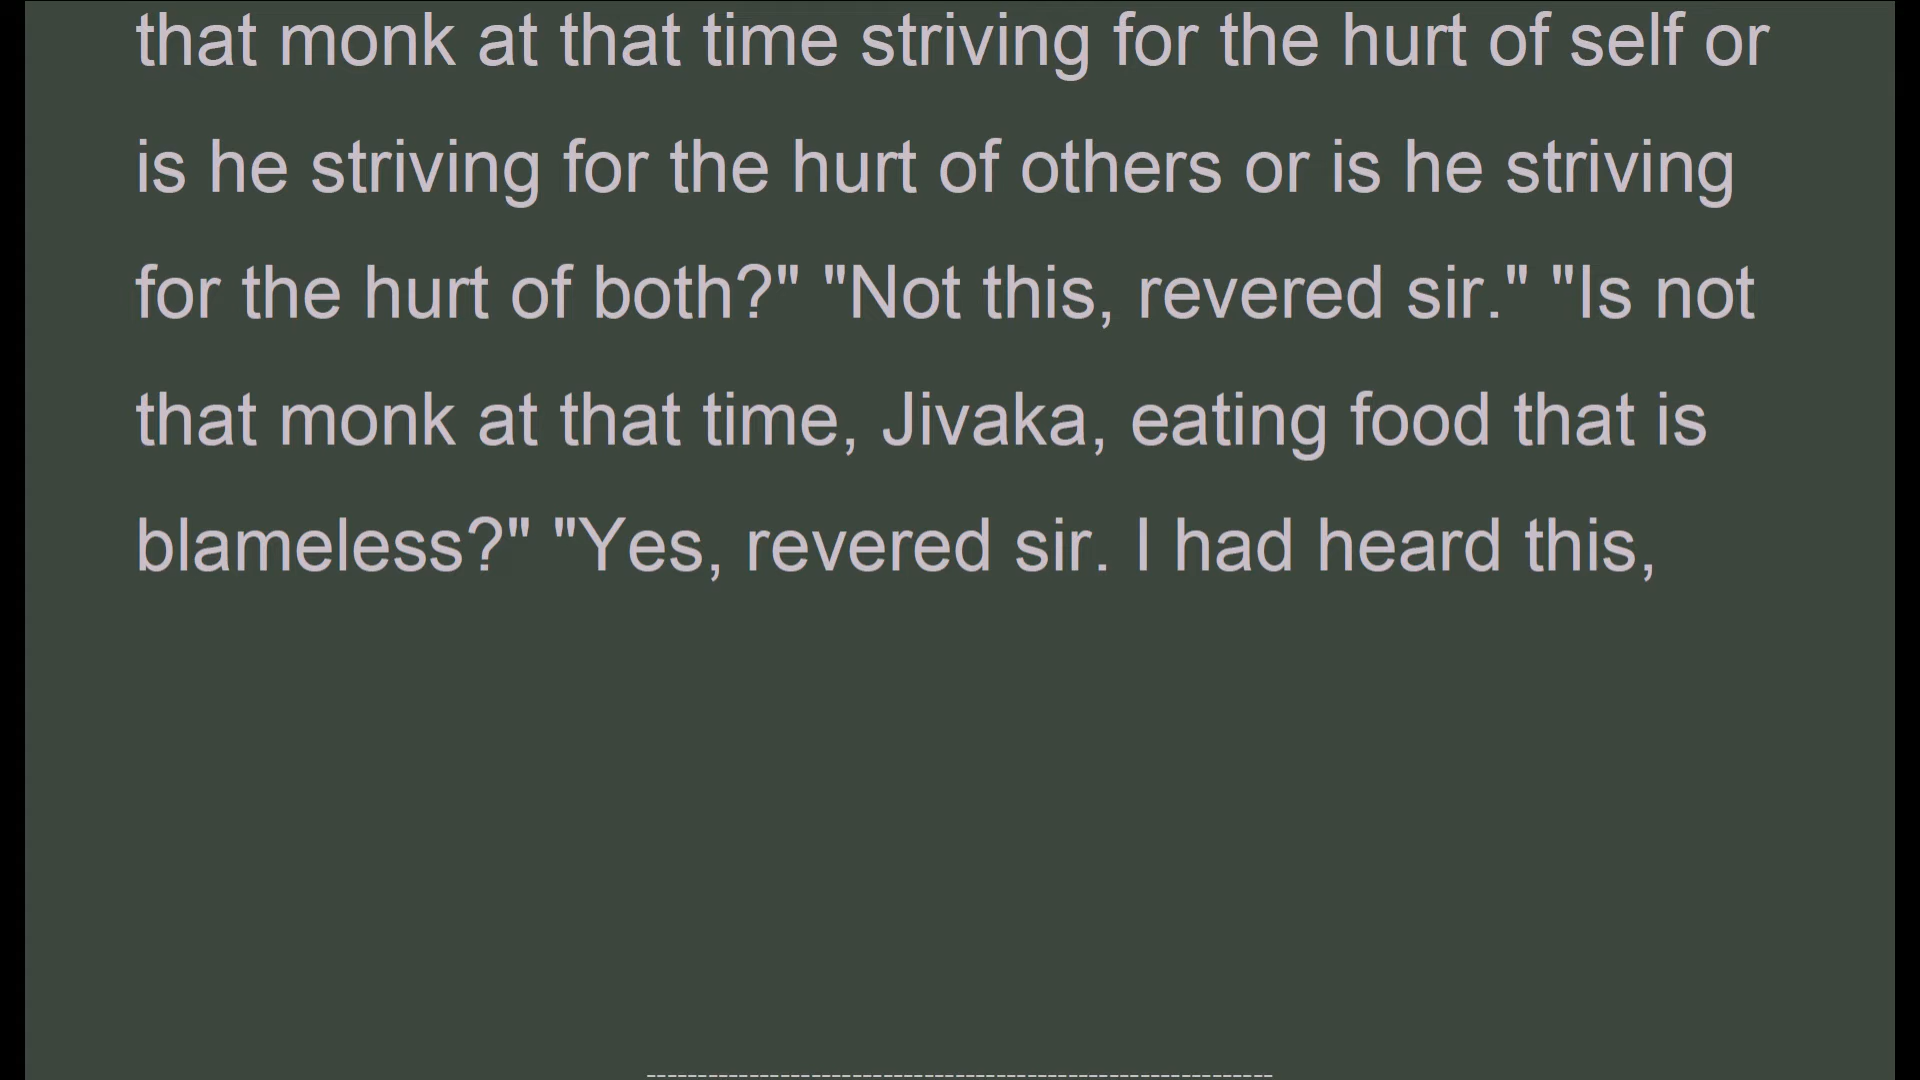 that monk at that time striving for the hurt of self or
is he striving for the hurt of others or is he striving
for the hurt of both?" "Not this, revered sir." "Is not
that monk at that time, Jivaka, eating food that is
blameless?" "Yes, revered sir. I had heard this,